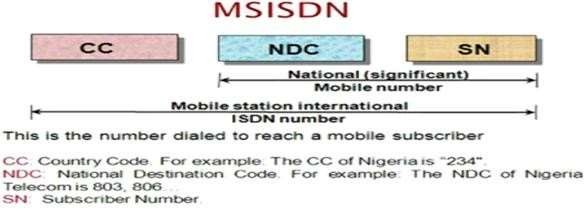 MSISDN
CC NDC SN
National (significant)
Mobile number
Mobile station international
ISDN number
This is the number dialed to reach a mobile subscriber
CC: Country Code. For example: The CC of Nigeria is "234".
NDC: National Destination Code. For example: The NDC of Nigeria
Telecom is 803, 806...
SN: Subscriber Number.